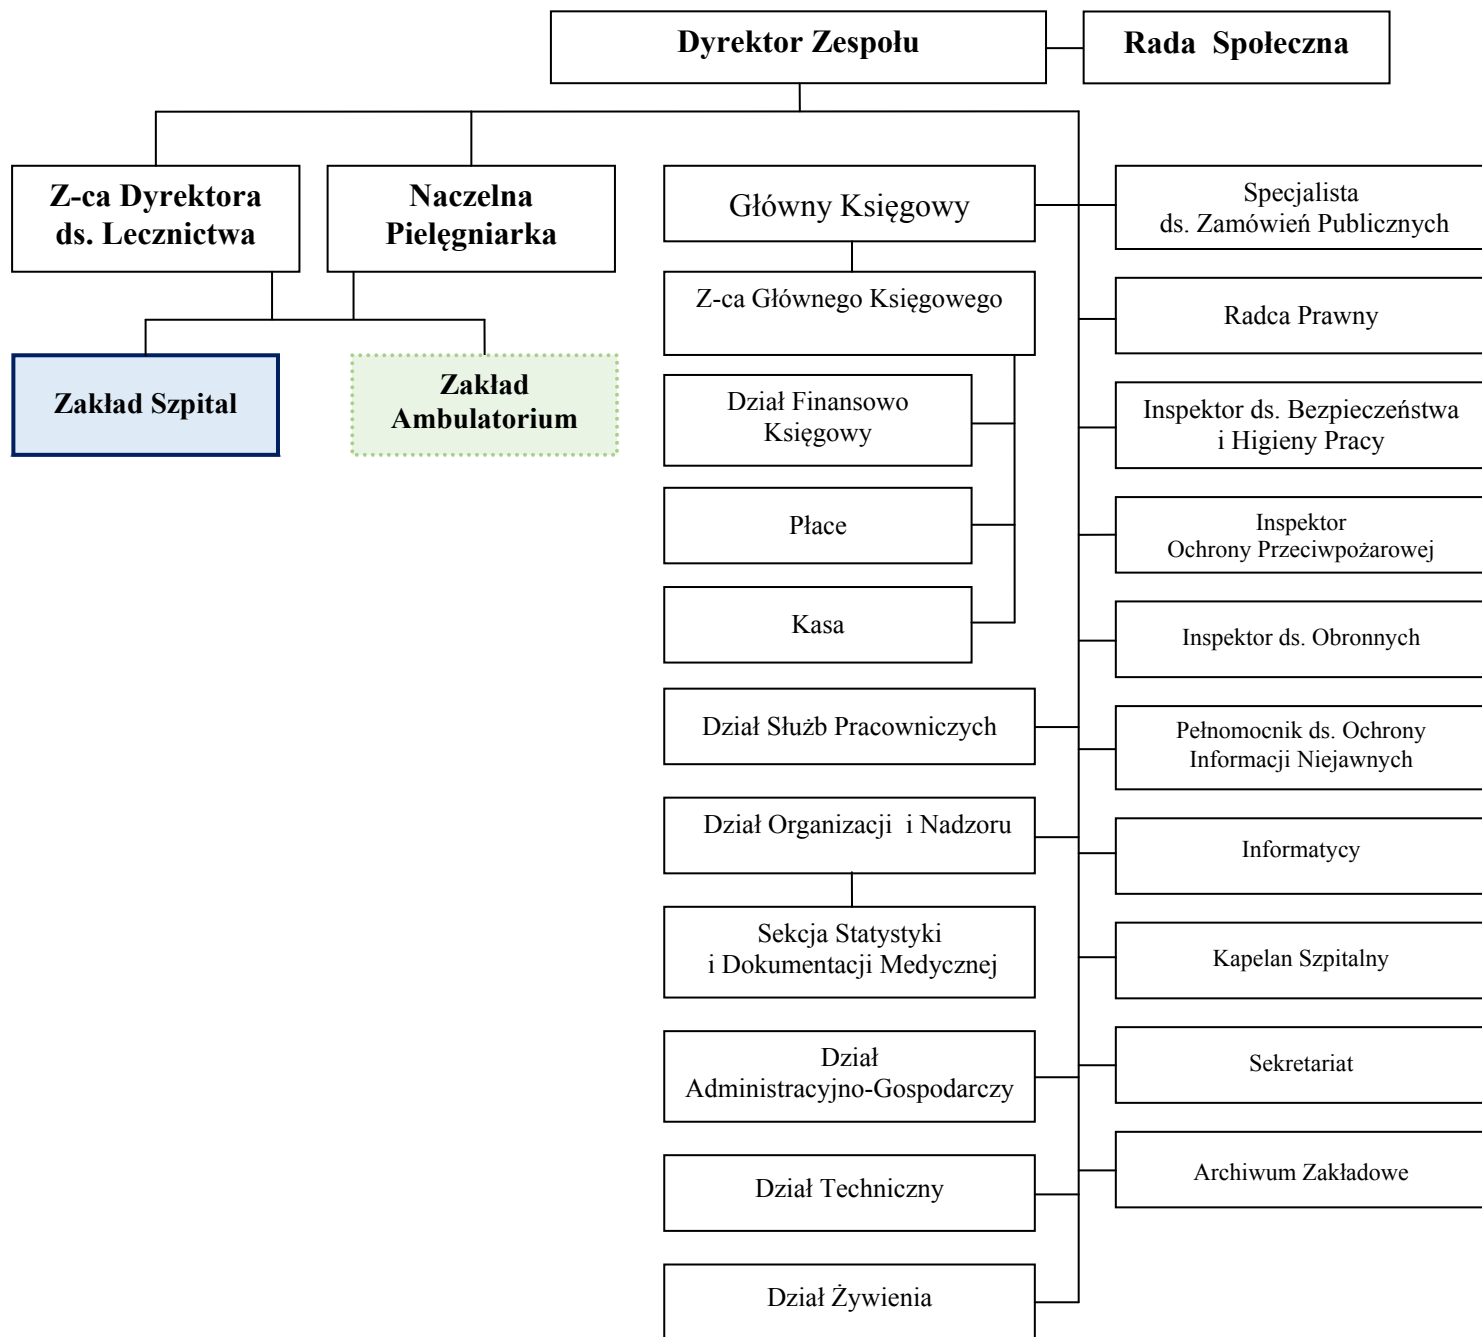 Dyrektor Zespołu
Rada Społeczna
Z-ca Dyrektora
ds. Lecznictwa
Naczelna
Pielęgniarka
Zakład Szpital
Zakład
Ambulatorium
Główny Księgowy
Z-ca Głównego Księgowego
Dział Finansowo
Księgowy
Płace
Kasa
Dział Służb Pracowniczych
Dział Organizacji i Nadzoru
Sekcja Statystyki
i Dokumentacji Medycznej
Dział
Administracyjno-Gospodarczy
Dział Techniczny
Dział Żywienia
Specjalista
ds. Zamówień Publicznych
Radca Prawny
Inspektor ds. Bezpieczeństwa
i Higieny Pracy
Inspektor
Ochrony Przeciwpożarowej
Inspektor ds. Obronnych
Pełnomocnik ds. Ochrony
Informacji Niejawnych
Informatycy
Kapelan Szpitalny
Sekretariat
Archiwum Zakładowe